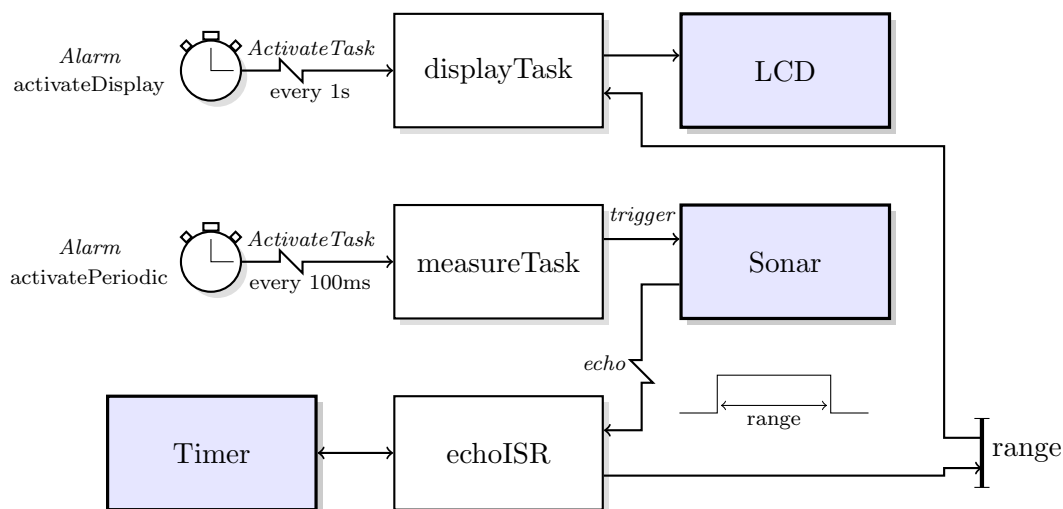 Alarm
activateDisplay
ActivateTask
every 1s
displayTask
LCD
Alarm
activatePeriodic
ActivateTask
every 100ms
measureTask
trigger
Sonar
echo
range
Timer
echoISR
range